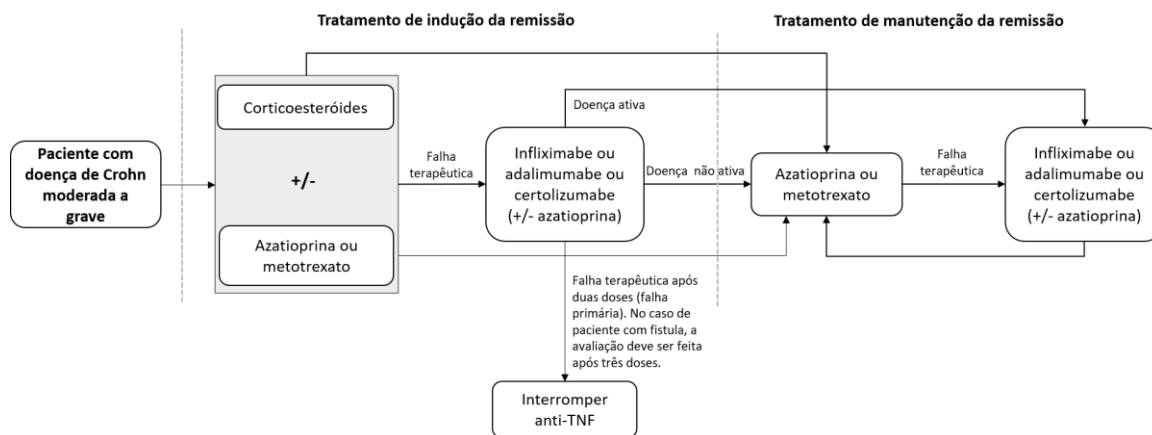 Tratamento de indução da remissão
Tratamento de manutenção da remissão
Paciente com
doença de Crohn
moderada a
grave
Corticoesteróides
+/-
Azatioprina ou
metotrexato
Falha
terapêutica
Infliximabe ou
adalimumabe ou
certolizumabe
(+/- azatioprina)
Doença ativa
Doença não ativa
Azatioprina ou
metotrexato
Falha
terapêutica
Infliximabe ou
adalimumabe ou
certolizumabe
(+/- azatioprina)
Falha terapêutica após
duas doses (falha
primária). No caso de
paciente com fistula, a
avaliação deve ser feita
após três doses.
Interromper
anti-TNF